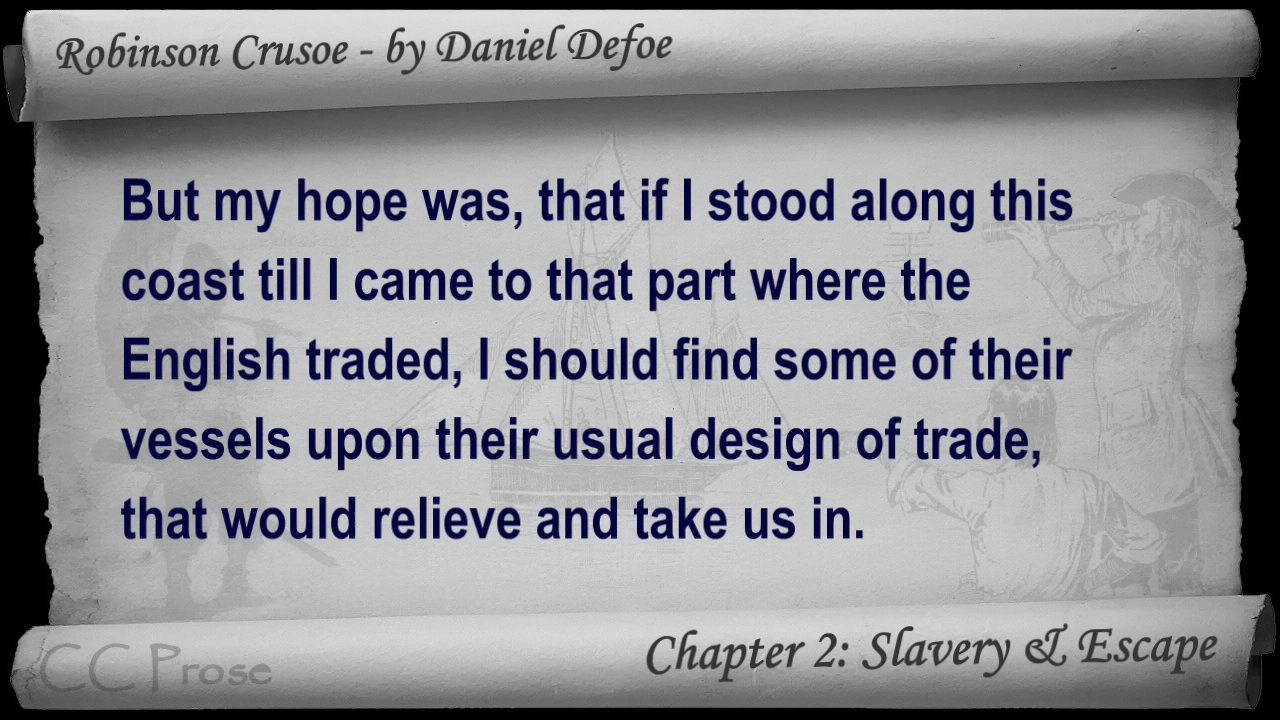 Robinson Crusoe - by Daniel Defoe
But my hope was, that if I stood along this
coast till I came to that part where the
English traded, I should find some of their
vessels upon their usual design of trade,
that would relieve and take us in.
Chapter 2: Slavery & Escape
CC Prose